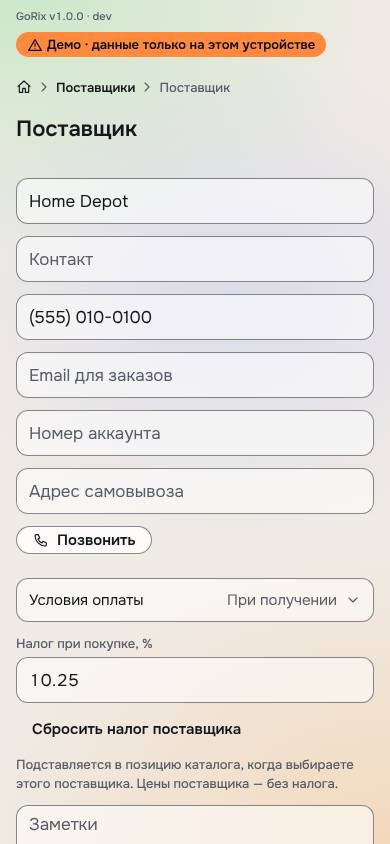 GoRix v1.0.0 · dev
Демо · данные только на этом устройстве
Поставщики > Поставщик
Поставщик
Home Depot
Контакт
(555) 010-0100
Email для заказов
Номер аккаунта
Адрес самовывоза
Позвонить
Условия оплаты При получении
Налог при покупке, %
10.25
Сбросить налог поставщика
Подставляется в позицию каталога, когда выбираете
этого поставщика. Цены поставщика — без налога.
Заметки